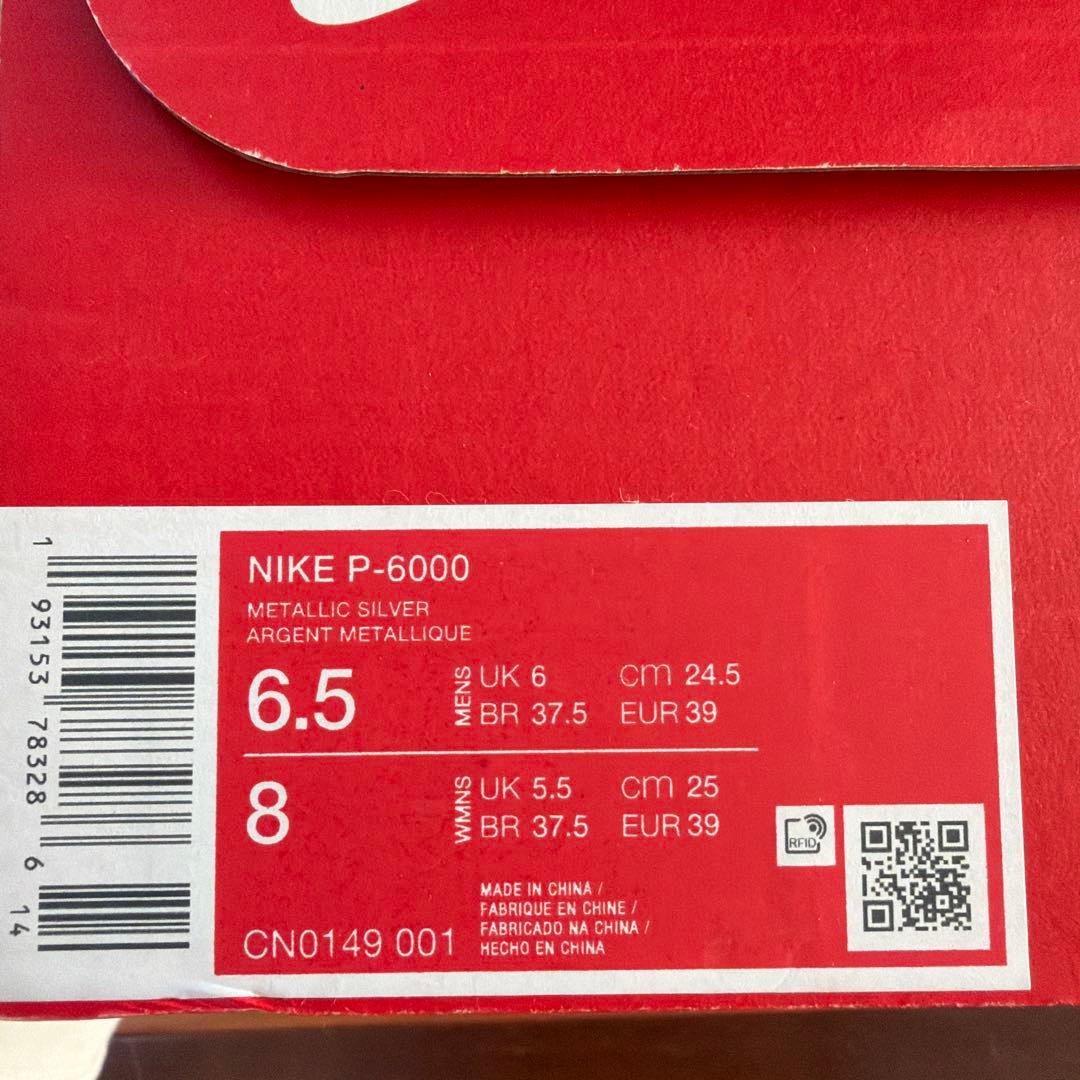 NIKE P-6000
METALLIC SILVER
ARGENT METALLIQUE
6.5
MENS
UK 6 cm 24.5
BR 37.5 EUR 39
8
WMNS
UK 5.5 cm 25
BR 37.5 EUR 39
RFID
CN0149 001
MADE IN CHINA /
FABRIQUE EN CHINE /
FABRICADO NA CHINA /
HECHO EN CHINA
1 93153 78328 6 14